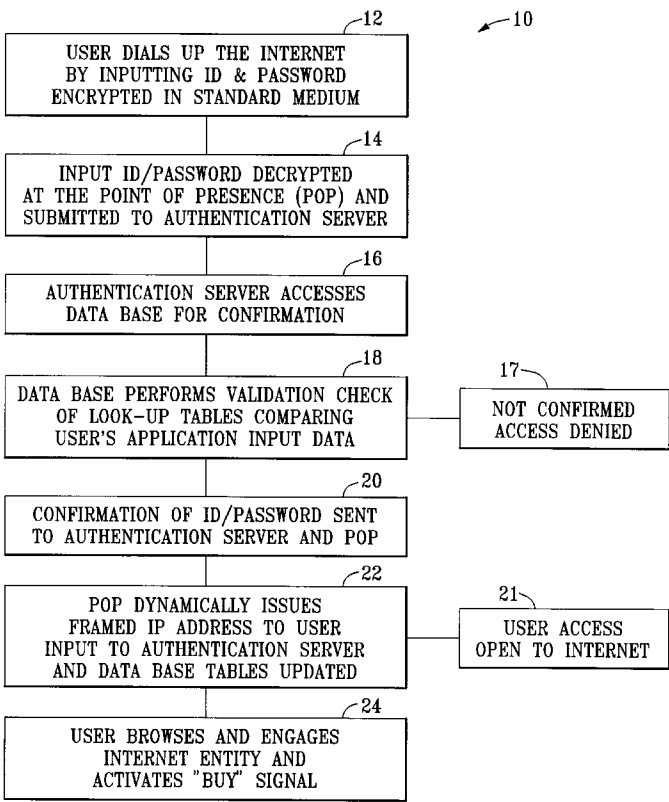 12
10
USER DIALS UP THE INTERNET
BY INPUTTING ID & PASSWORD
ENCRYPTED IN STANDARD MEDIUM
14
INPUT ID/PASSWORD DECRYPTED
AT THE POINT OF PRESENCE (POP) AND
SUBMITTED TO AUTHENTICATION SERVER
16
AUTHENTICATION SERVER ACCESSES
DATA BASE FOR CONFIRMATION
18
DATA BASE PERFORMS VALIDATION CHECK
OF LOOK-UP TABLES COMPARING
USER'S APPLICATION INPUT DATA
17
NOT CONFIRMED
ACCESS DENIED
20
CONFIRMATION OF ID/PASSWORD SENT
TO AUTHENTICATION SERVER AND POP
22
POP DYNAMICALLY ISSUES
FRAMED IP ADDRESS TO USER
INPUT TO AUTHENTICATION SERVER
AND DATA BASE TABLES UPDATED
21
USER ACCESS
OPEN TO INTERNET
24
USER BROWSES AND ENGAGES
INTERNET ENTITY AND
ACTIVATES "BUY" SIGNAL